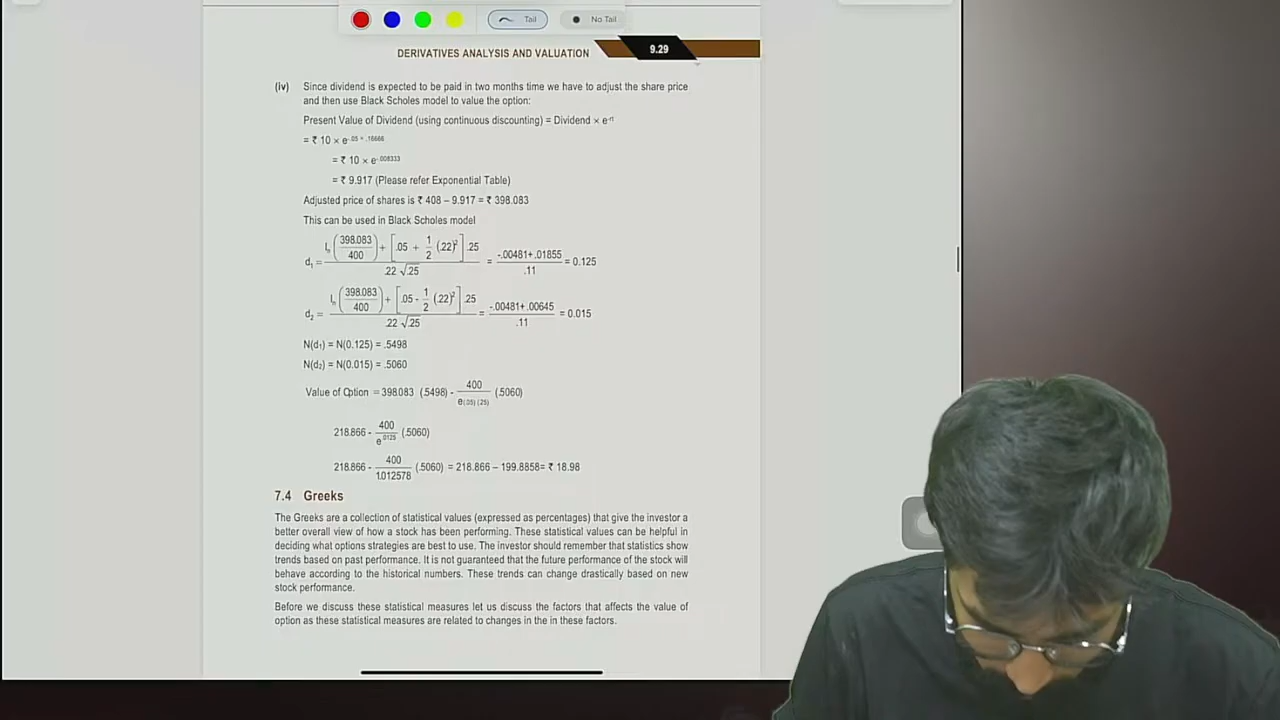 Tail
No Tail
DERIVATIVES ANALYSIS AND VALUATION 9.29
(iv) Since dividend is expected to be paid in two months time we have to adjust the share price
and then use Black Scholes model to value the option:
Present Value of Dividend (using continuous discounting) = Dividend × e-rt
= ₹ 10 × e-.05 × .16666
= ₹ 10 × e-.008333
= ₹ 9.917 (Please refer Exponential Table)
Adjusted price of shares is ₹ 408 – 9.917 = ₹ 398.083
This can be used in Black Scholes model
d1 = ln(398.083/400) + [.05 + 1/2 (.22)²] .25 / .22 √.25 = -.00481+.01855 / .11 = 0.125
d2 = ln(398.083/400) + [.05 - 1/2 (.22)²] .25 / .22 √.25 = -.00481+.00645 / .11 = 0.015
N(d1) = N(0.125) = .5498
N(d2) = N(0.015) = .5060
Value of Option = 398.083 (.5498) - 400 / e(.05) (.25) (.5060)
218.866 - 400 / e.0125 (.5060)
218.866 - 400 / 1.012578 (.5060) = 218.866 – 199.8858= ₹ 18.98
7.4 Greeks
The Greeks are a collection of statistical values (expressed as percentages) that give the investor a
better overall view of how a stock has been performing. These statistical values can be helpful in
deciding what options strategies are best to use. The investor should remember that statistics show
trends based on past performance. It is not guaranteed that the future performance of the stock will
behave according to the historical numbers. These trends can change drastically based on new
stock performance.
Before we discuss these statistical measures let us discuss the factors that affects the value of
option as these statistical measures are related to changes in the in these factors.